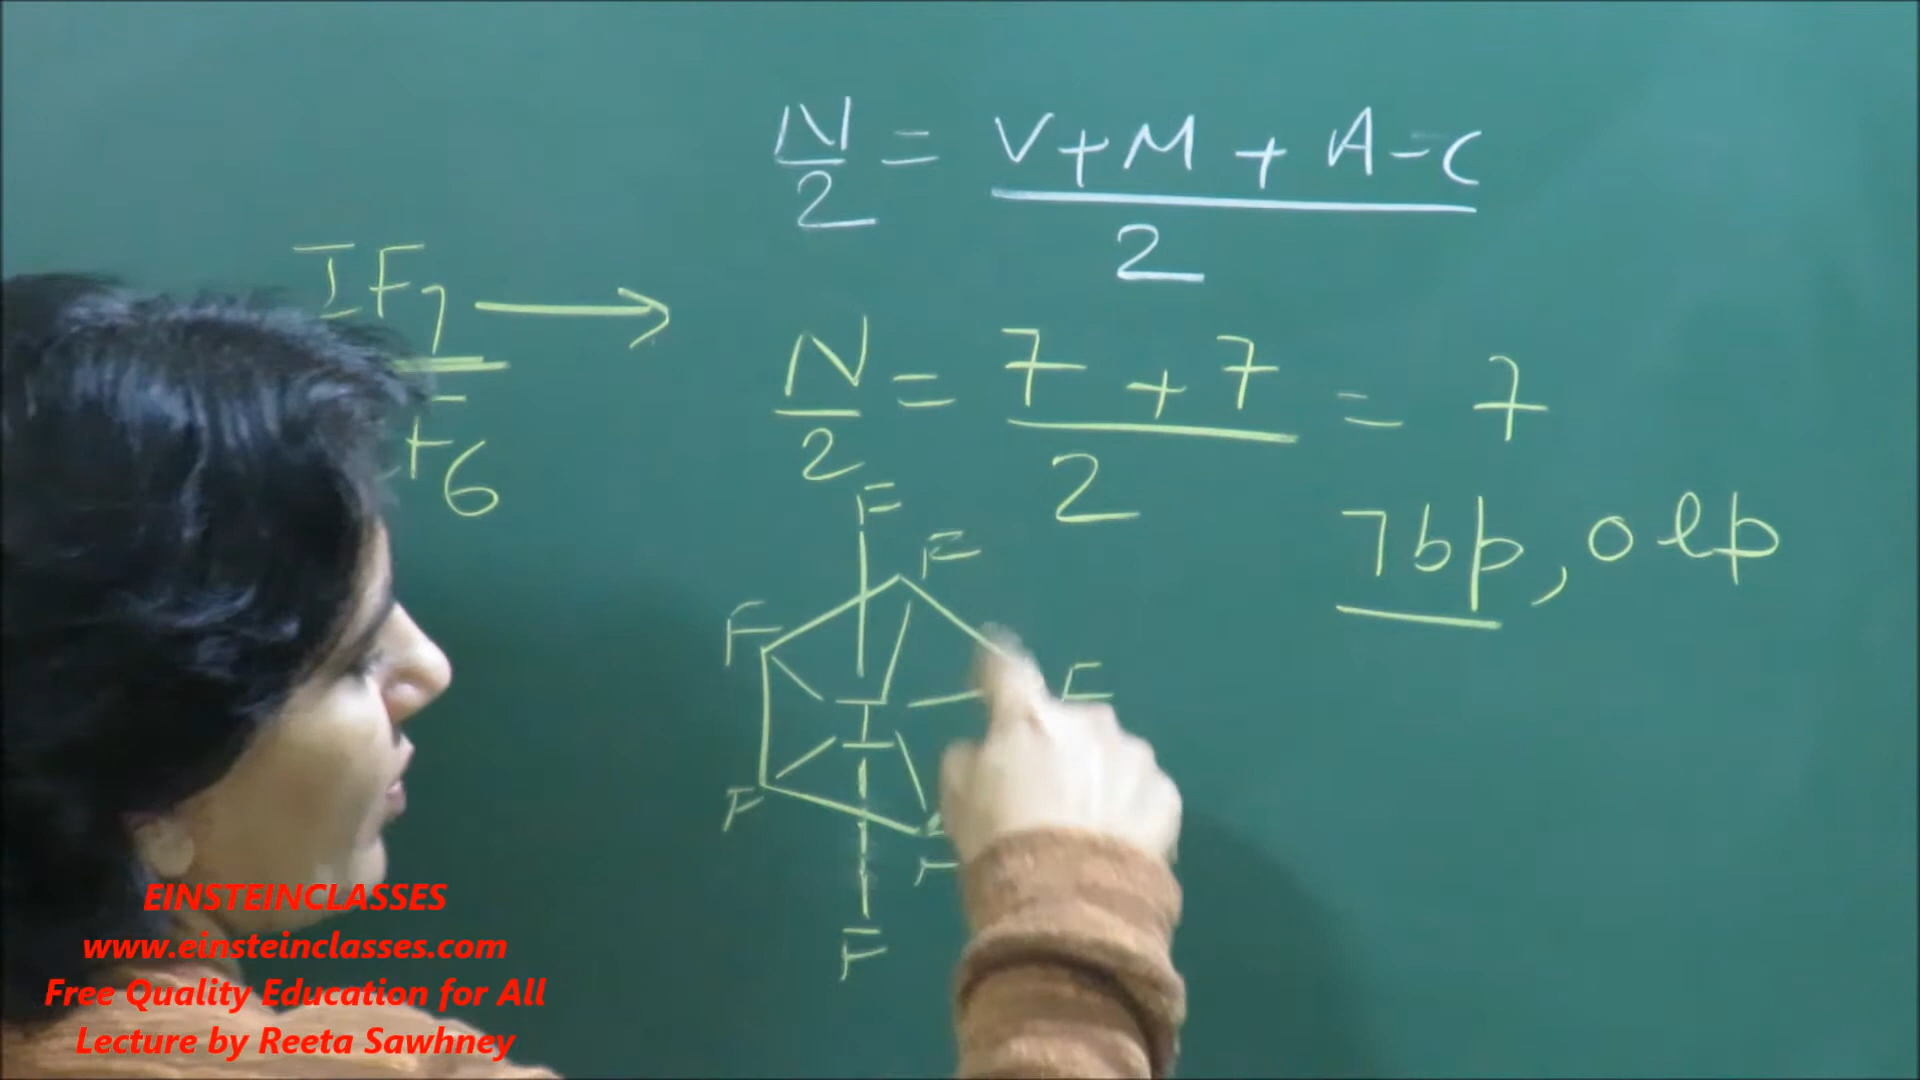 N/2 = V+M+A-C/2
IF7 →
N/2 = 7+7/2 = 7
F6
7bp, 0lp
F
F
F
F
I
F
F
F
EINSTEINCLASSES
www.einsteinclasses.com
Free Quality Education for All
Lecture by Reeta Sawhney